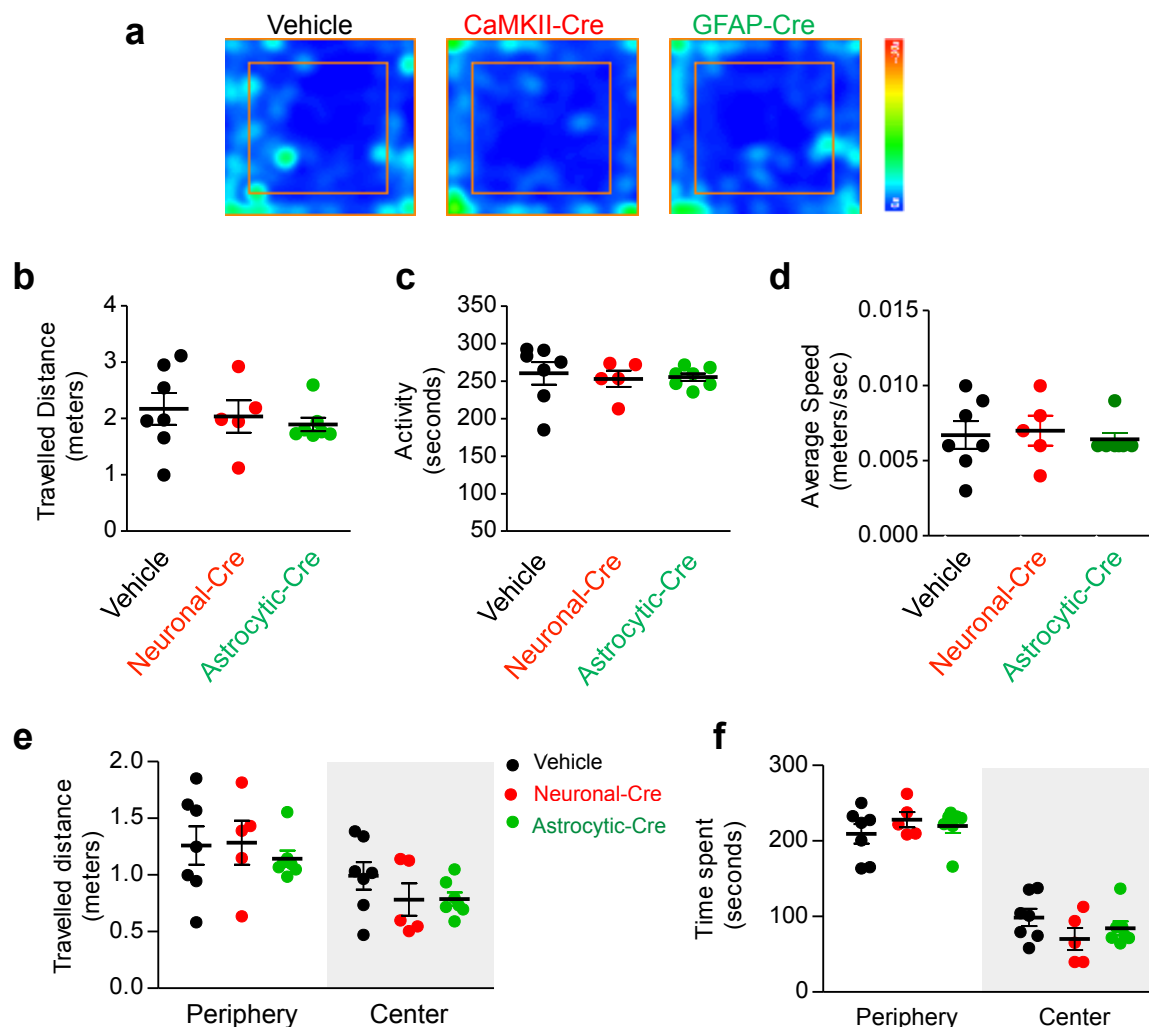 a
Vehicle
CaMKII-Cre
GFAP-Cre
b
Travelled Distance
(meters)
4
3
2
1
0
Vehicle
Neuronal-Cre
Astrocytic-Cre
c
Activity
(seconds)
350
300
250
200
150
100
50
Vehicle
Neuronal-Cre
Astrocytic-Cre
d
Average Speed
(meters/sec)
0.015
0.010
0.005
0.000
Vehicle
Neuronal-Cre
Astrocytic-Cre
e
Travelled distance
(meters)
2.0
1.5
1.0
0.5
0.0
Periphery
Center
Vehicle
Neuronal-Cre
Astrocytic-Cre
f
Time spent
(seconds)
300
200
100
0
Periphery
Center